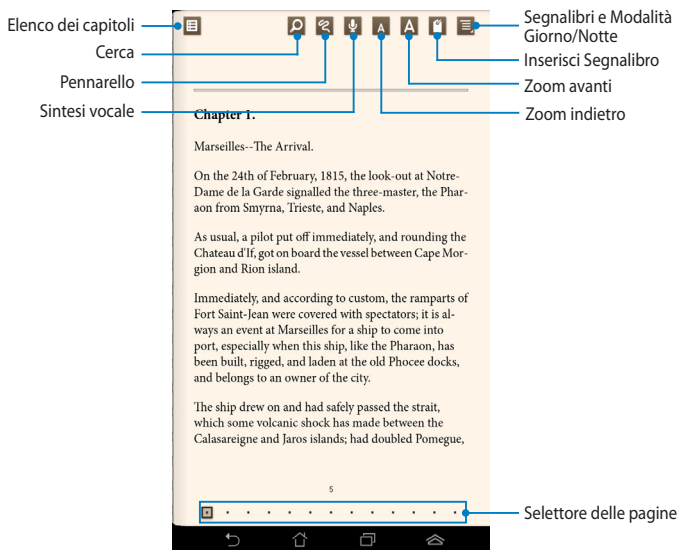 Elenco dei capitoli
Cerca
Pennarello
Sintesi vocale
Segnalibri e Modalità
Giorno/Notte
Inserisci Segnalibro
Zoom avanti
Zoom indietro
A
A
Chapter 1.
Marseilles--The Arrival.
On the 24th of February, 1815, the look-out at Notre-
Dame de la Garde signalled the three-master, the Phar-
aon from Smyrna, Trieste, and Naples.
As usual, a pilot put off immediately, and rounding the
Chateau d'If, got on board the vessel between Cape Mor-
gion and Rion island.
Immediately, and according to custom, the ramparts of
Fort Saint-Jean were covered with spectators; it is al-
ways an event at Marseilles for a ship to come into
port, especially when this ship, like the Pharaon, has
been built, rigged, and laden at the old Phocee docks,
and belongs to an owner of the city.
The ship drew on and had safely passed the strait,
which some volcanic shock has made between the
Calasareigne and Jaros islands; had doubled Pomegue,
5
Selettore delle pagine